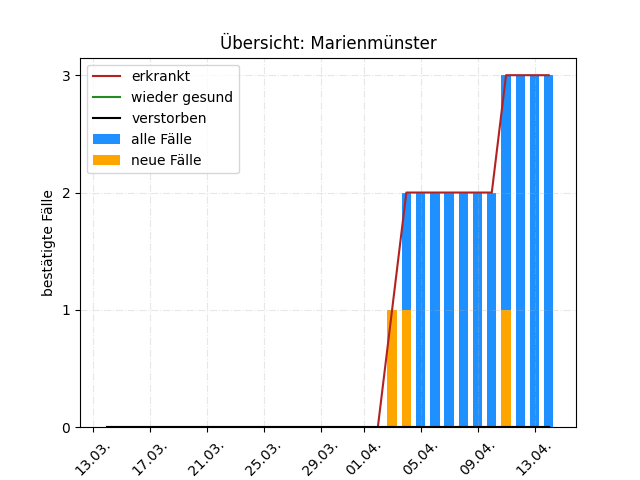 Übersicht: Marienmünster
erkrankt
wieder gesund
verstorben
alle Fälle
neue Fälle
bestätigte Fälle
3
2
1
0
13.03. 17.03. 21.03. 25.03. 29.03. 01.04. 05.04. 09.04. 13.04.